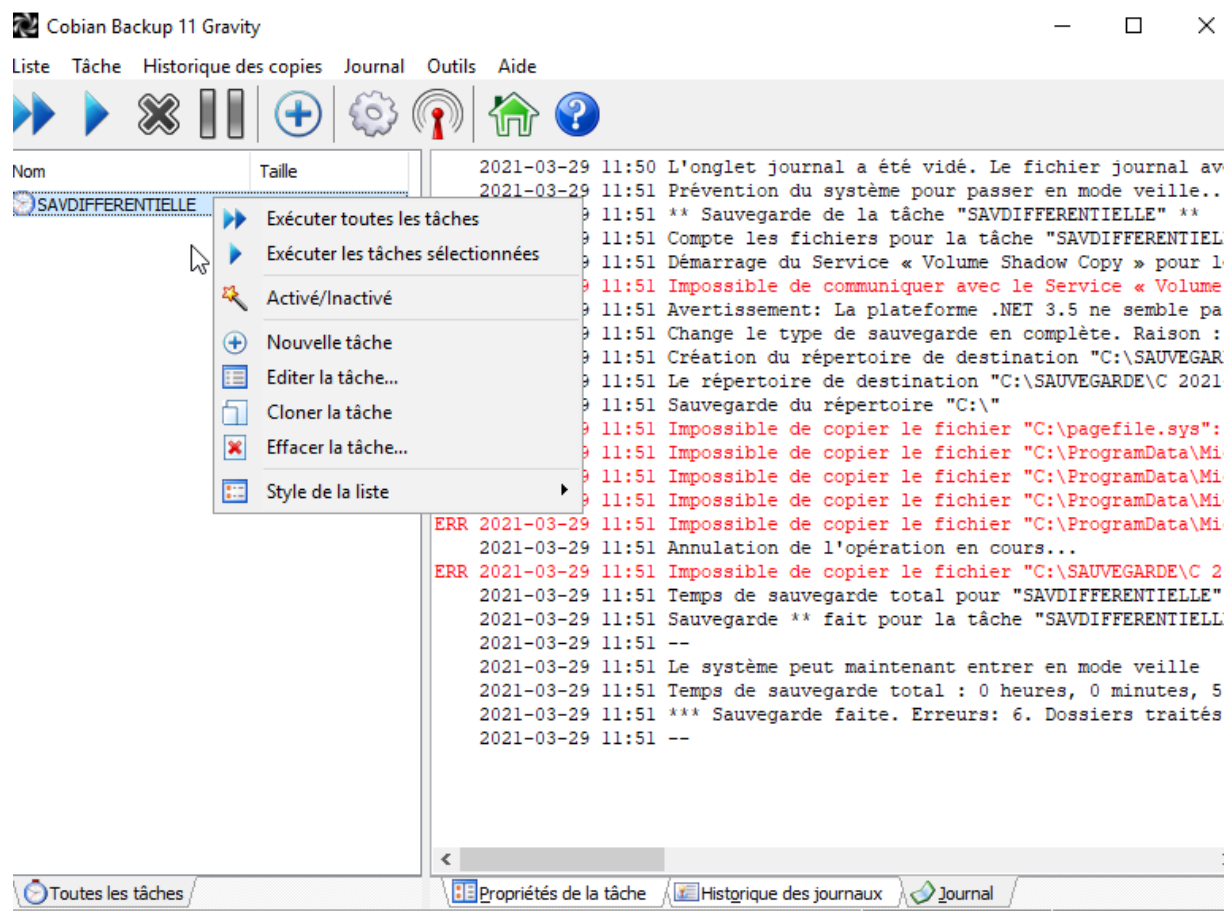 Cobian Backup 11 Gravity
Liste Tâche Historique des copies Journal Outils Aide
Nom Taille
SAVDIFFERENTIELLE
Exécuter toutes les tâches
Exécuter les tâches sélectionnées
Activé/Inactivé
Nouvelle tâche
Editer la tâche...
Cloner la tâche
Effacer la tâche...
Style de la liste
2021-03-29 11:50 L'onglet journal a été vidé. Le fichier journal av
2021-03-29 11:51 Prévention du système pour passer en mode veille..
9 11:51 ** Sauvegarde de la tâche "SAVDIFFERENTIELLE" **
9 11:51 Compte les fichiers pour la tâche "SAVDIFFERENTIEL
9 11:51 Démarrage du Service « Volume Shadow Copy » pour l
9 11:51 Impossible de communiquer avec le Service « Volume
9 11:51 Avertissement: La plateforme .NET 3.5 ne semble pa
9 11:51 Change le type de sauvegarde en complète. Raison :
9 11:51 Création du répertoire de destination "C:\SAUVEGAR
9 11:51 Le répertoire de destination "C:\SAUVEGARDE\C 2021
9 11:51 Sauvegarde du répertoire "C:\"
9 11:51 Impossible de copier le fichier "C:\pagefile.sys":
9 11:51 Impossible de copier le fichier "C:\ProgramData\Mi
9 11:51 Impossible de copier le fichier "C:\ProgramData\Mi
9 11:51 Impossible de copier le fichier "C:\ProgramData\Mi
ERR 2021-03-29 11:51 Impossible de copier le fichier "C:\ProgramData\Mi
2021-03-29 11:51 Annulation de l'opération en cours...
ERR 2021-03-29 11:51 Impossible de copier le fichier "C:\SAUVEGARDE\C 2
2021-03-29 11:51 Temps de sauvegarde total pour "SAVDIFFERENTIELLE"
2021-03-29 11:51 Sauvegarde ** fait pour la tâche "SAVDIFFERENTIELL
2021-03-29 11:51 --
2021-03-29 11:51 Le système peut maintenant entrer en mode veille
2021-03-29 11:51 Temps de sauvegarde total : 0 heures, 0 minutes, 5
2021-03-29 11:51 *** Sauvegarde faite. Erreurs: 6. Dossiers traités
2021-03-29 11:51 --
Toutes les tâches
Propriétés de la tâche Historique des journaux Journal